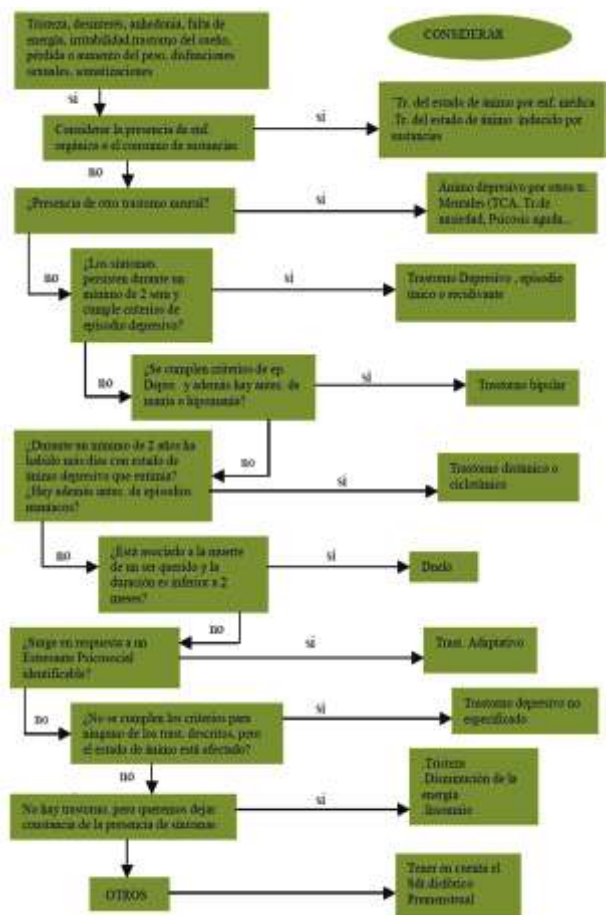 Tristeza, desinterés, anhedonia, falta de
energía, irritabilidad, trastorno del sueño,
pérdida o aumento del peso, disfunciones
sexuales, somatizaciones
CONSIDERAR
si
Considerar la presencia de enf.
orgánica o el consumo de sustancias
si
Tr. del estado de ánimo por enf. médica
Tr. del estado de ánimo inducido por
sustancias
no
¿Presencia de otro trastorno mental?
si
Ánimo depresivo por otros tr.
Mentales (TCA, Tr.de
ansiedad, Psicosis aguda...
no
¿Los síntomas
persisten durante un
mínimo de 2 sem y
cumple criterios de
episodio depresivo?
si
Trastorno Depresivo , episodio
único o recidivante
no
¿Se cumplen criterios de ep.
Depre. y además hay antec. de
manía o hipomanía?
si
Trastorno bipolar
no
¿Durante un mínimo de 2 años ha
habido más días con estado de
ánimo depresivo que eutimia?
¿Hay además antec. de episodios
maníacos?
si
Trastorno distímico o
ciclotímico
no
¿Está asociado a la muerte
de un ser querido y la
duración es inferior a 2
meses?
si
Duelo
no
¿Surge en respuesta a un
Estresante Psicosocial
identificable?
si
Trast. Adaptativo
no
¿No se cumplen los criterios para
ninguno de los trast. descritos, pero
el estado de ánimo está afectado?
si
Trastorno depresivo no
especificado
no
No hay trastorno, pero queremos dejar
constancia de la presencia de síntomas
si
Tristeza
Disminución de la
energía
Insomnio
OTROS
Tener en cuenta el
Sdr disfórico
Premenstrual